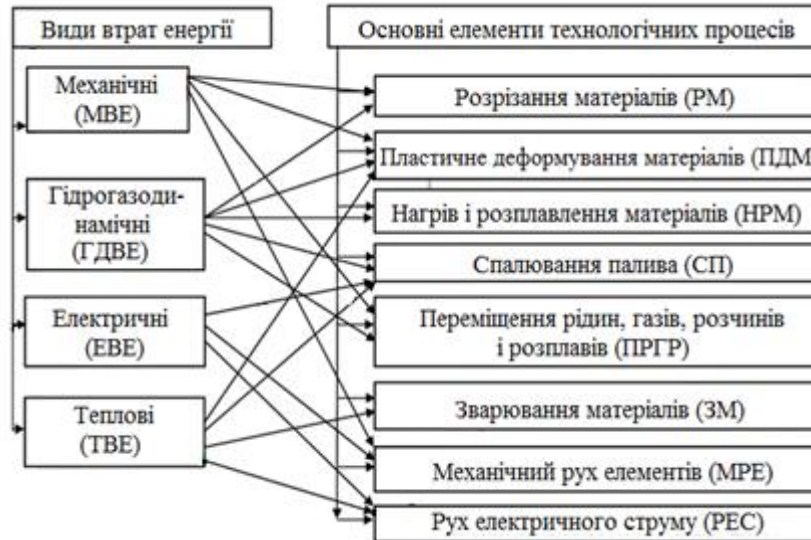 Види втрат енергії
Основні елементи технологічних процесів
Механічні
(МВЕ)
Гідрогазоди-
намічні
(ГДВЕ)
Електричні
(ЕВЕ)
Теплові
(ТВЕ)
Розрізання матеріалів (РМ)
Пластичне деформування матеріалів (ПДМ
Нагрів і розплавлення матеріалів (НРМ)
Спалювання палива (СП)
Переміщення рідин, газів, розчинів
і розплавів (ПРГР)
Зварювання матеріалів (ЗМ)
Механічний рух елементів (МРЕ)
Рух електричного струму (РЕС)